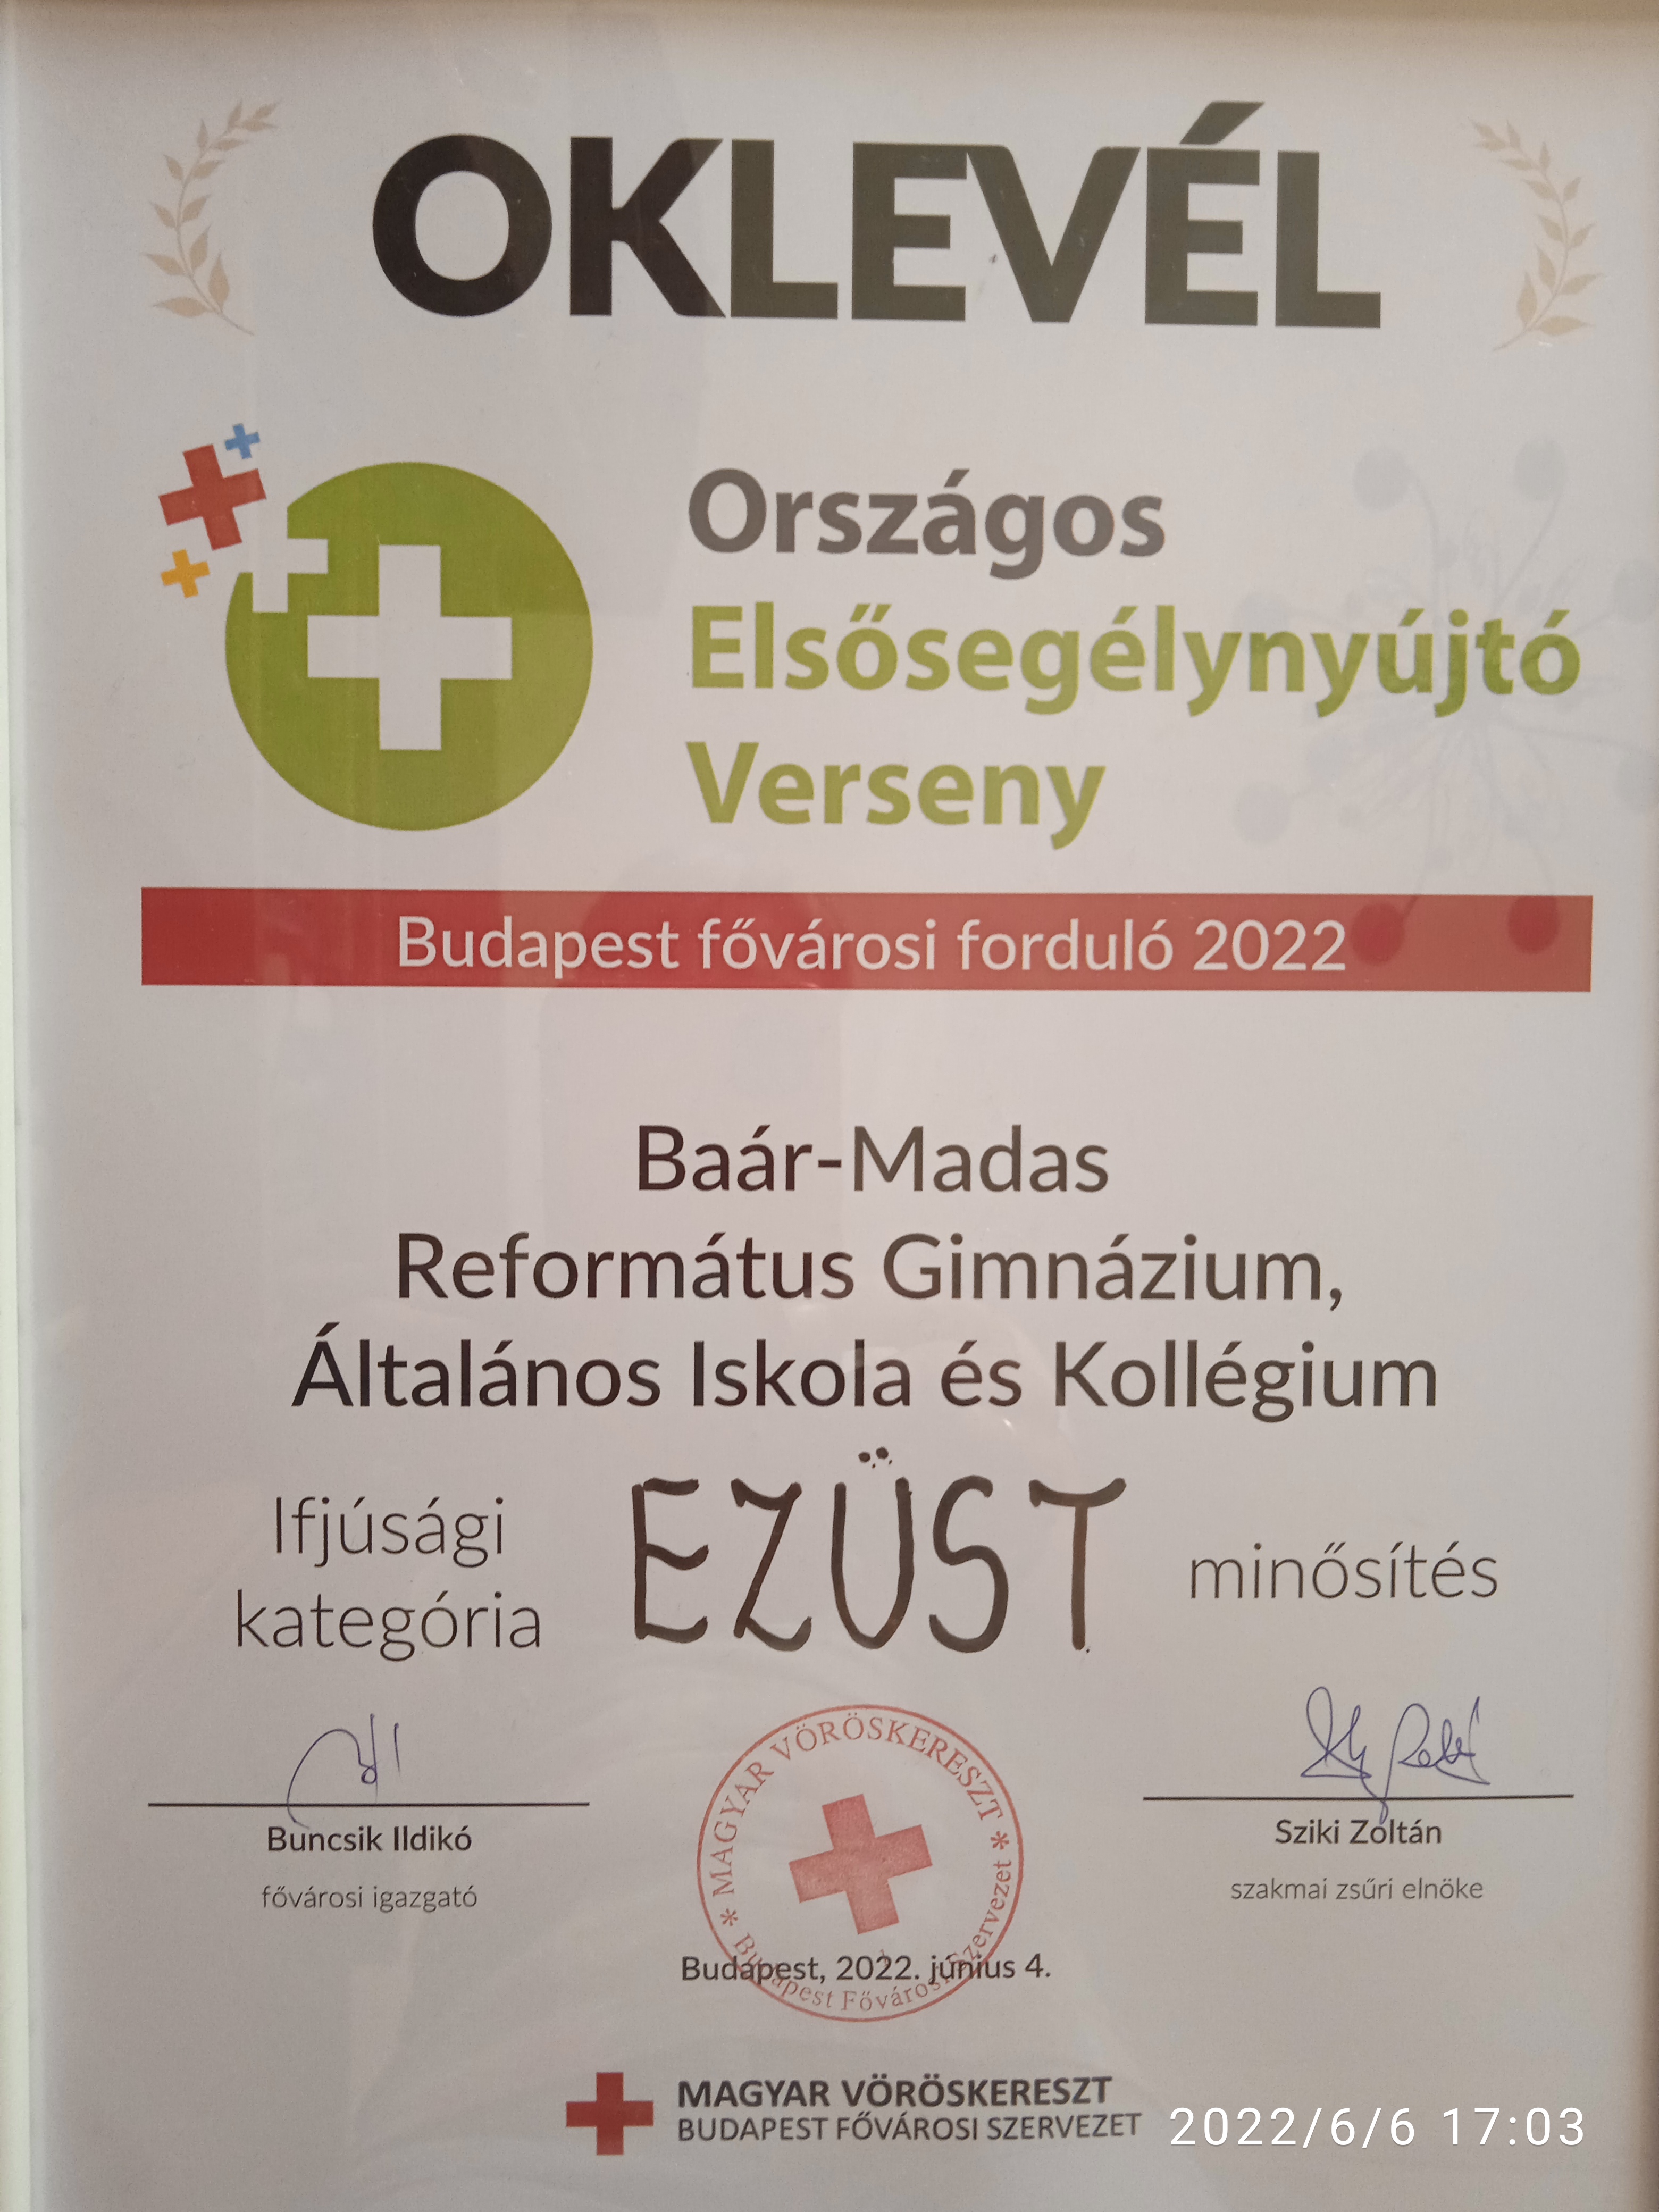 OKLEVÉL
Országos
Elsősegélynyújtó
Verseny
Budapest fővárosi forduló 2022
Baár-Madas
Református Gimnázium,
Általános Iskola és Kollégium
Ifjúsági
kategória
EZÜST
minősítés
Buncsik Ildikó
fővárosi igazgató
* MAGYAR VÖRÖSKERESZT *
Budapest Fővárosi Szervezet
Sziki Zoltán
szakmai zsűri elnöke
Budapest, 2022. június 4.
MAGYAR VÖRÖSKERESZT
BUDAPEST FŐVÁROSI SZERVEZET
2022/6/6 17:03